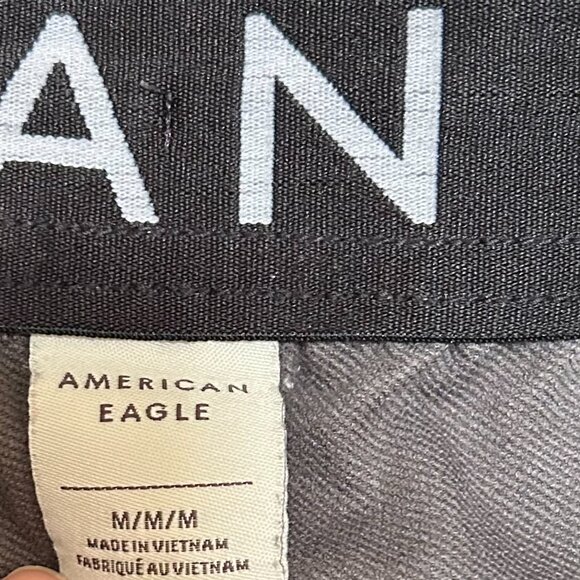 AN
AMERICAN
EAGLE
M/M/M
MADE IN VIETNAM
FABRIQUÉ AU VIETNAM